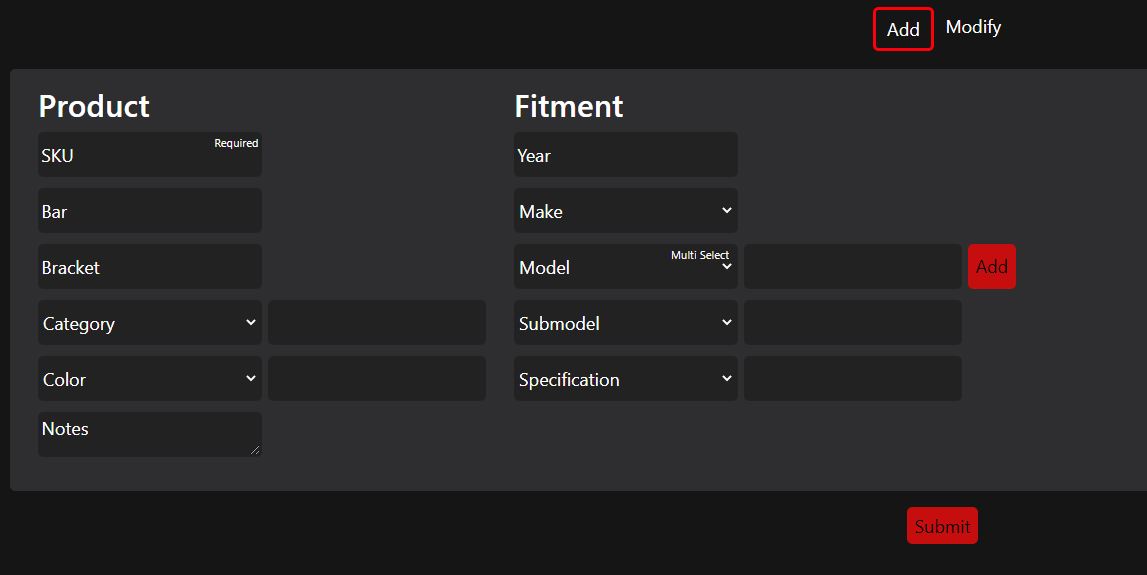 Add Modify
Product
Required
SKU
Bar
Bracket
Category
Color
Notes
Fitment
Year
Make
Multi Select
Model
Add
Submodel
Specification
Submit